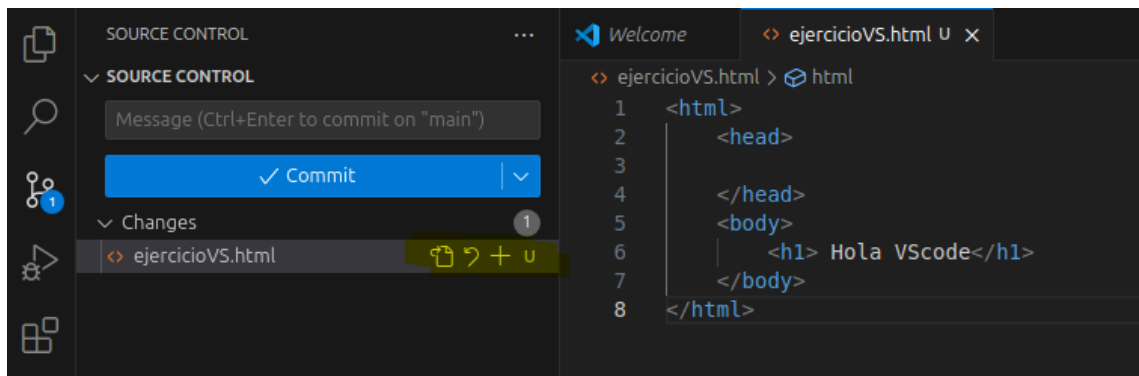 SOURCE CONTROL ...
SOURCE CONTROL
Message (Ctrl+Enter to commit on "main")
Commit
Changes 1
ejercicioVS.html U
1
Welcome
ejercicioVS.html U
ejercicioVS.html > html
1 <html>
2 <head>
3
4 </head>
5 <body>
6 <h1> Hola VScode</h1>
7 </body>
8 </html>